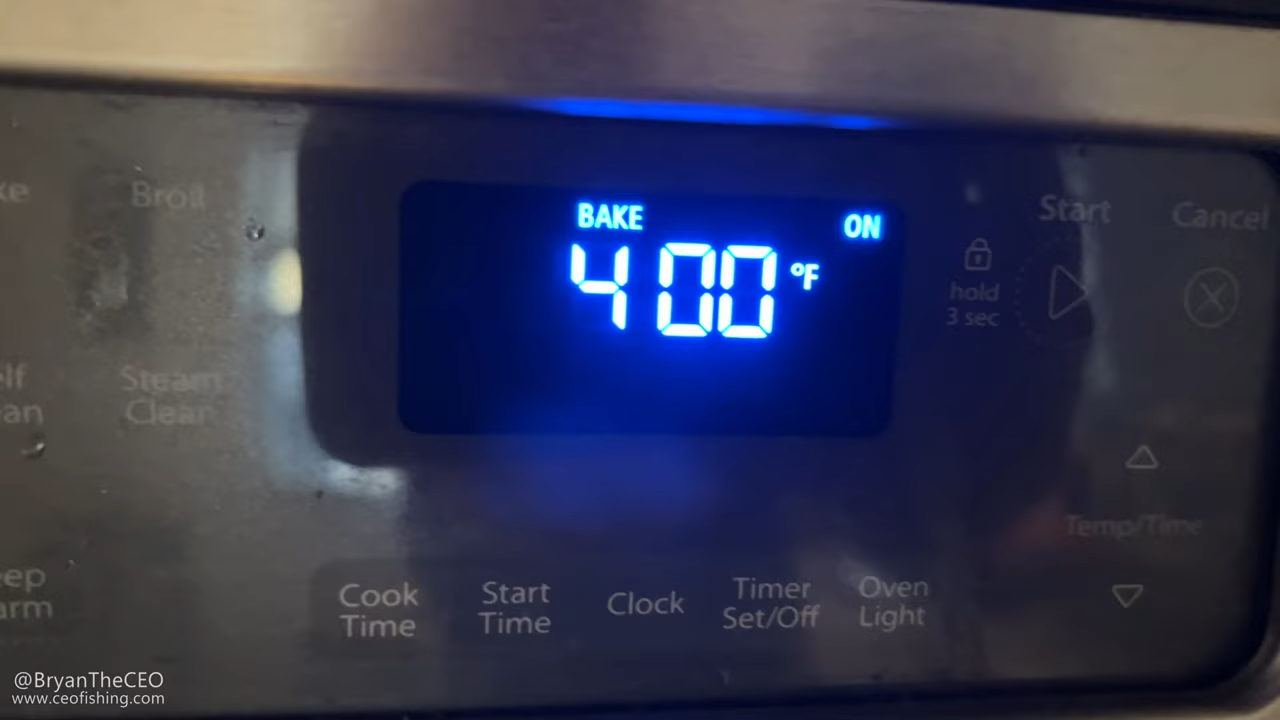 BAKE ON
400 °F
Broil
Start
Cancel
hold
3 sec
Steam
Clean
Temp/Time
Cook
Time
Start
Time
Clock
Timer
Set/Off
Oven
Light
@BryanTheCEO
www.ceofishing.com